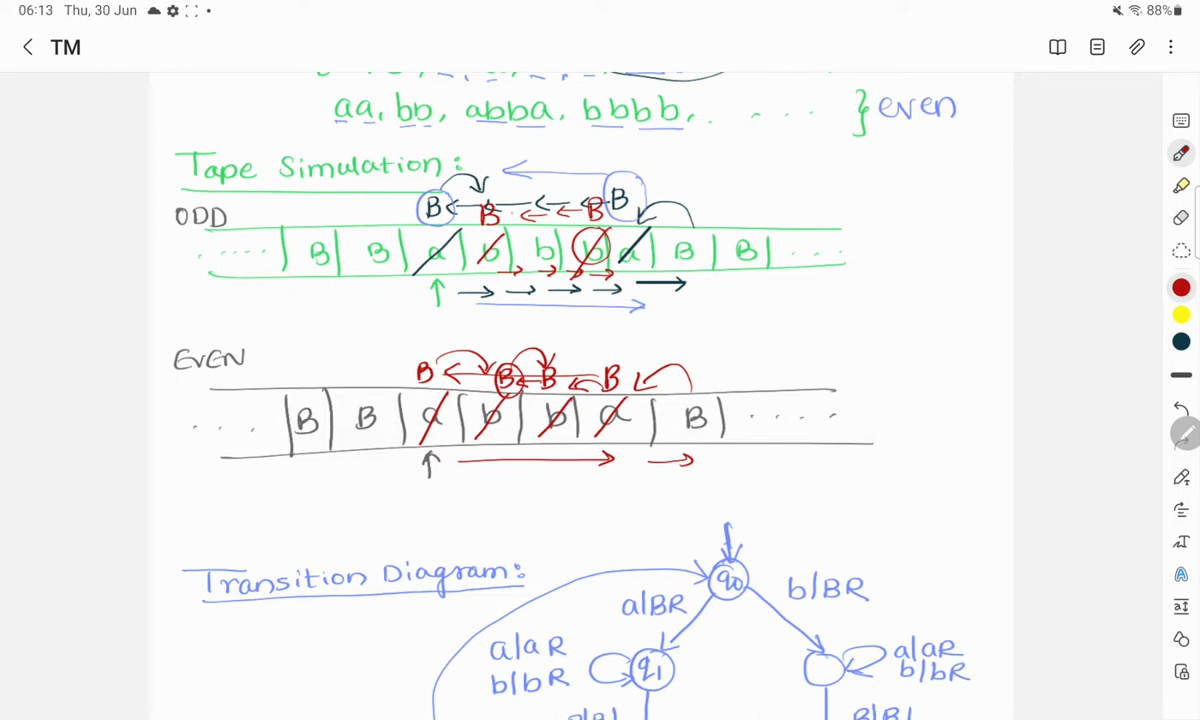 06:13 Thu, 30 Jun 88%
TM
aa, bb, abba, bbbb, . . . . . } even
Tape Simulation:
ODD
B B B B
..... | B | B | a | b | b | b | a | B | B | ...
EVEN
B B B B
. . . . | B | B | a | b | b | a | B | .....
Transition Diagram:
q0
a|BR b|BR
a|aR a|aR
b|bR q1 b|bR